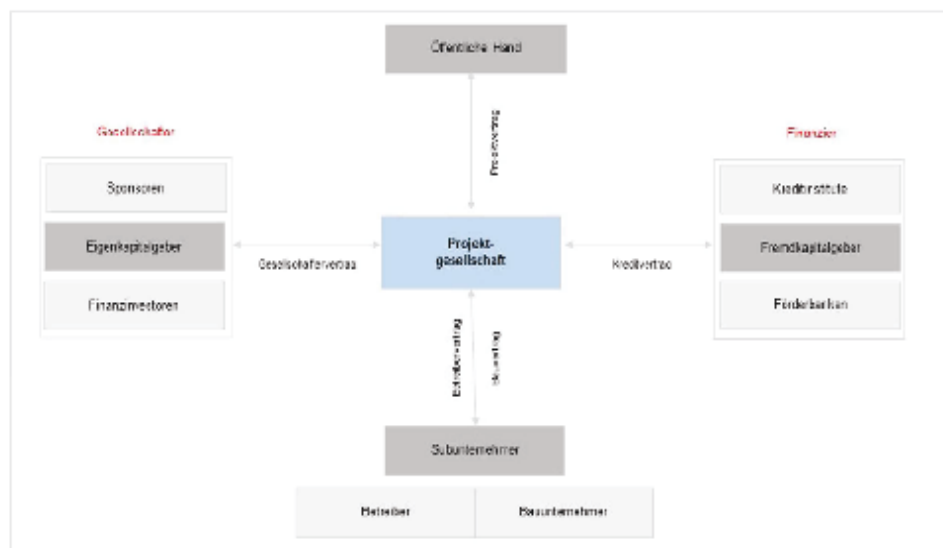 Öffentliche Hand
Projektvertrag
Gesellschafter
Finanzier
Sponsoren
Eigenkapitalgeber
Finanzinvestoren
Gesellschaftervertrag
Projekt-
gesellschaft
Kreditvertrag
Kreditinstitute
Fremdkapitalgeber
Förderbanken
Betreibervertrag
Bauvertrag
Subunternehmer
Betreiber
Bauunternehmer